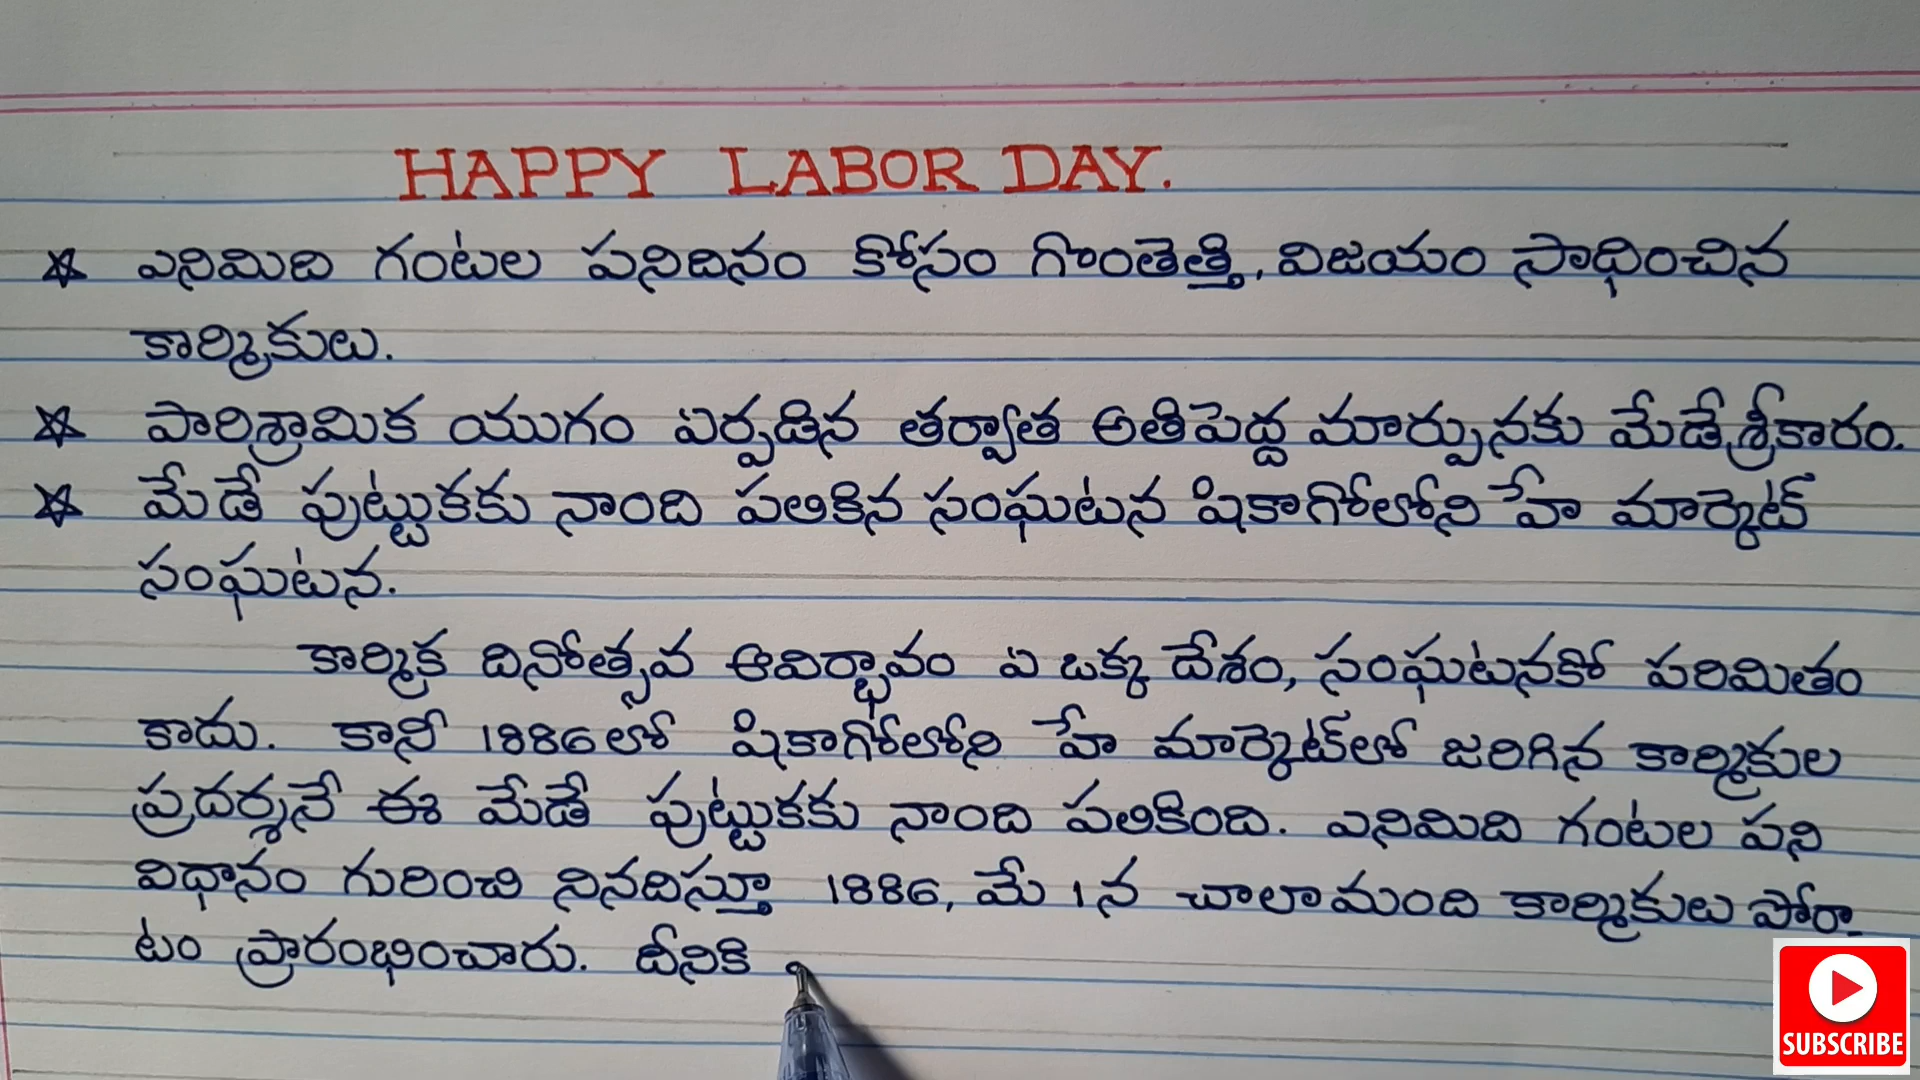 HAPPY LABOR DAY.
ఎనిమిది గంటల పనిదినం కోసం గొంతెత్తి, విజయం సాధించిన
కార్మికులు.
పారిశ్రామిక యుగం ఏర్పడిన తర్వాత అతిపెద్ద మార్పునకు మేడే శ్రీకారం.
మేడే పుట్టుకకు నాంది పలికిన సంఘటన షికాగోలోని హే మార్కెట్
సంఘటన.
కార్మిక దినోత్సవ ఆవిర్భావం ఏ ఒక్క దేశం, సంఘటనకో పరిమితం
కాదు. కానీ 1886లో షికాగోలోని హే మార్కెట్‌లో జరిగిన కార్మికుల
ప్రదర్శనే ఈ మేడే పుట్టుకకు నాంది పలికింది. ఎనిమిది గంటల పని
విధానం గురించి నినదిస్తూ 1886, మే 1న చాలామంది కార్మికులు పోరా-
టం ప్రారంభించారు. దీనికి
SUBSCRIBE